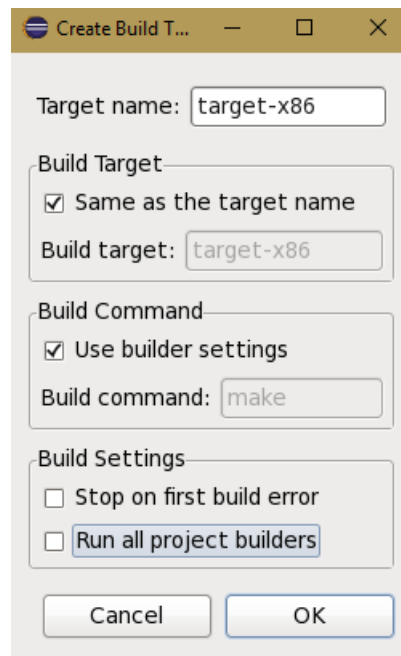 Create Build T...
Target name: target-x86
Build Target
Same as the target name
Build target: target-x86
Build Command
Use builder settings
Build command: make
Build Settings
Stop on first build error
Run all project builders
Cancel OK